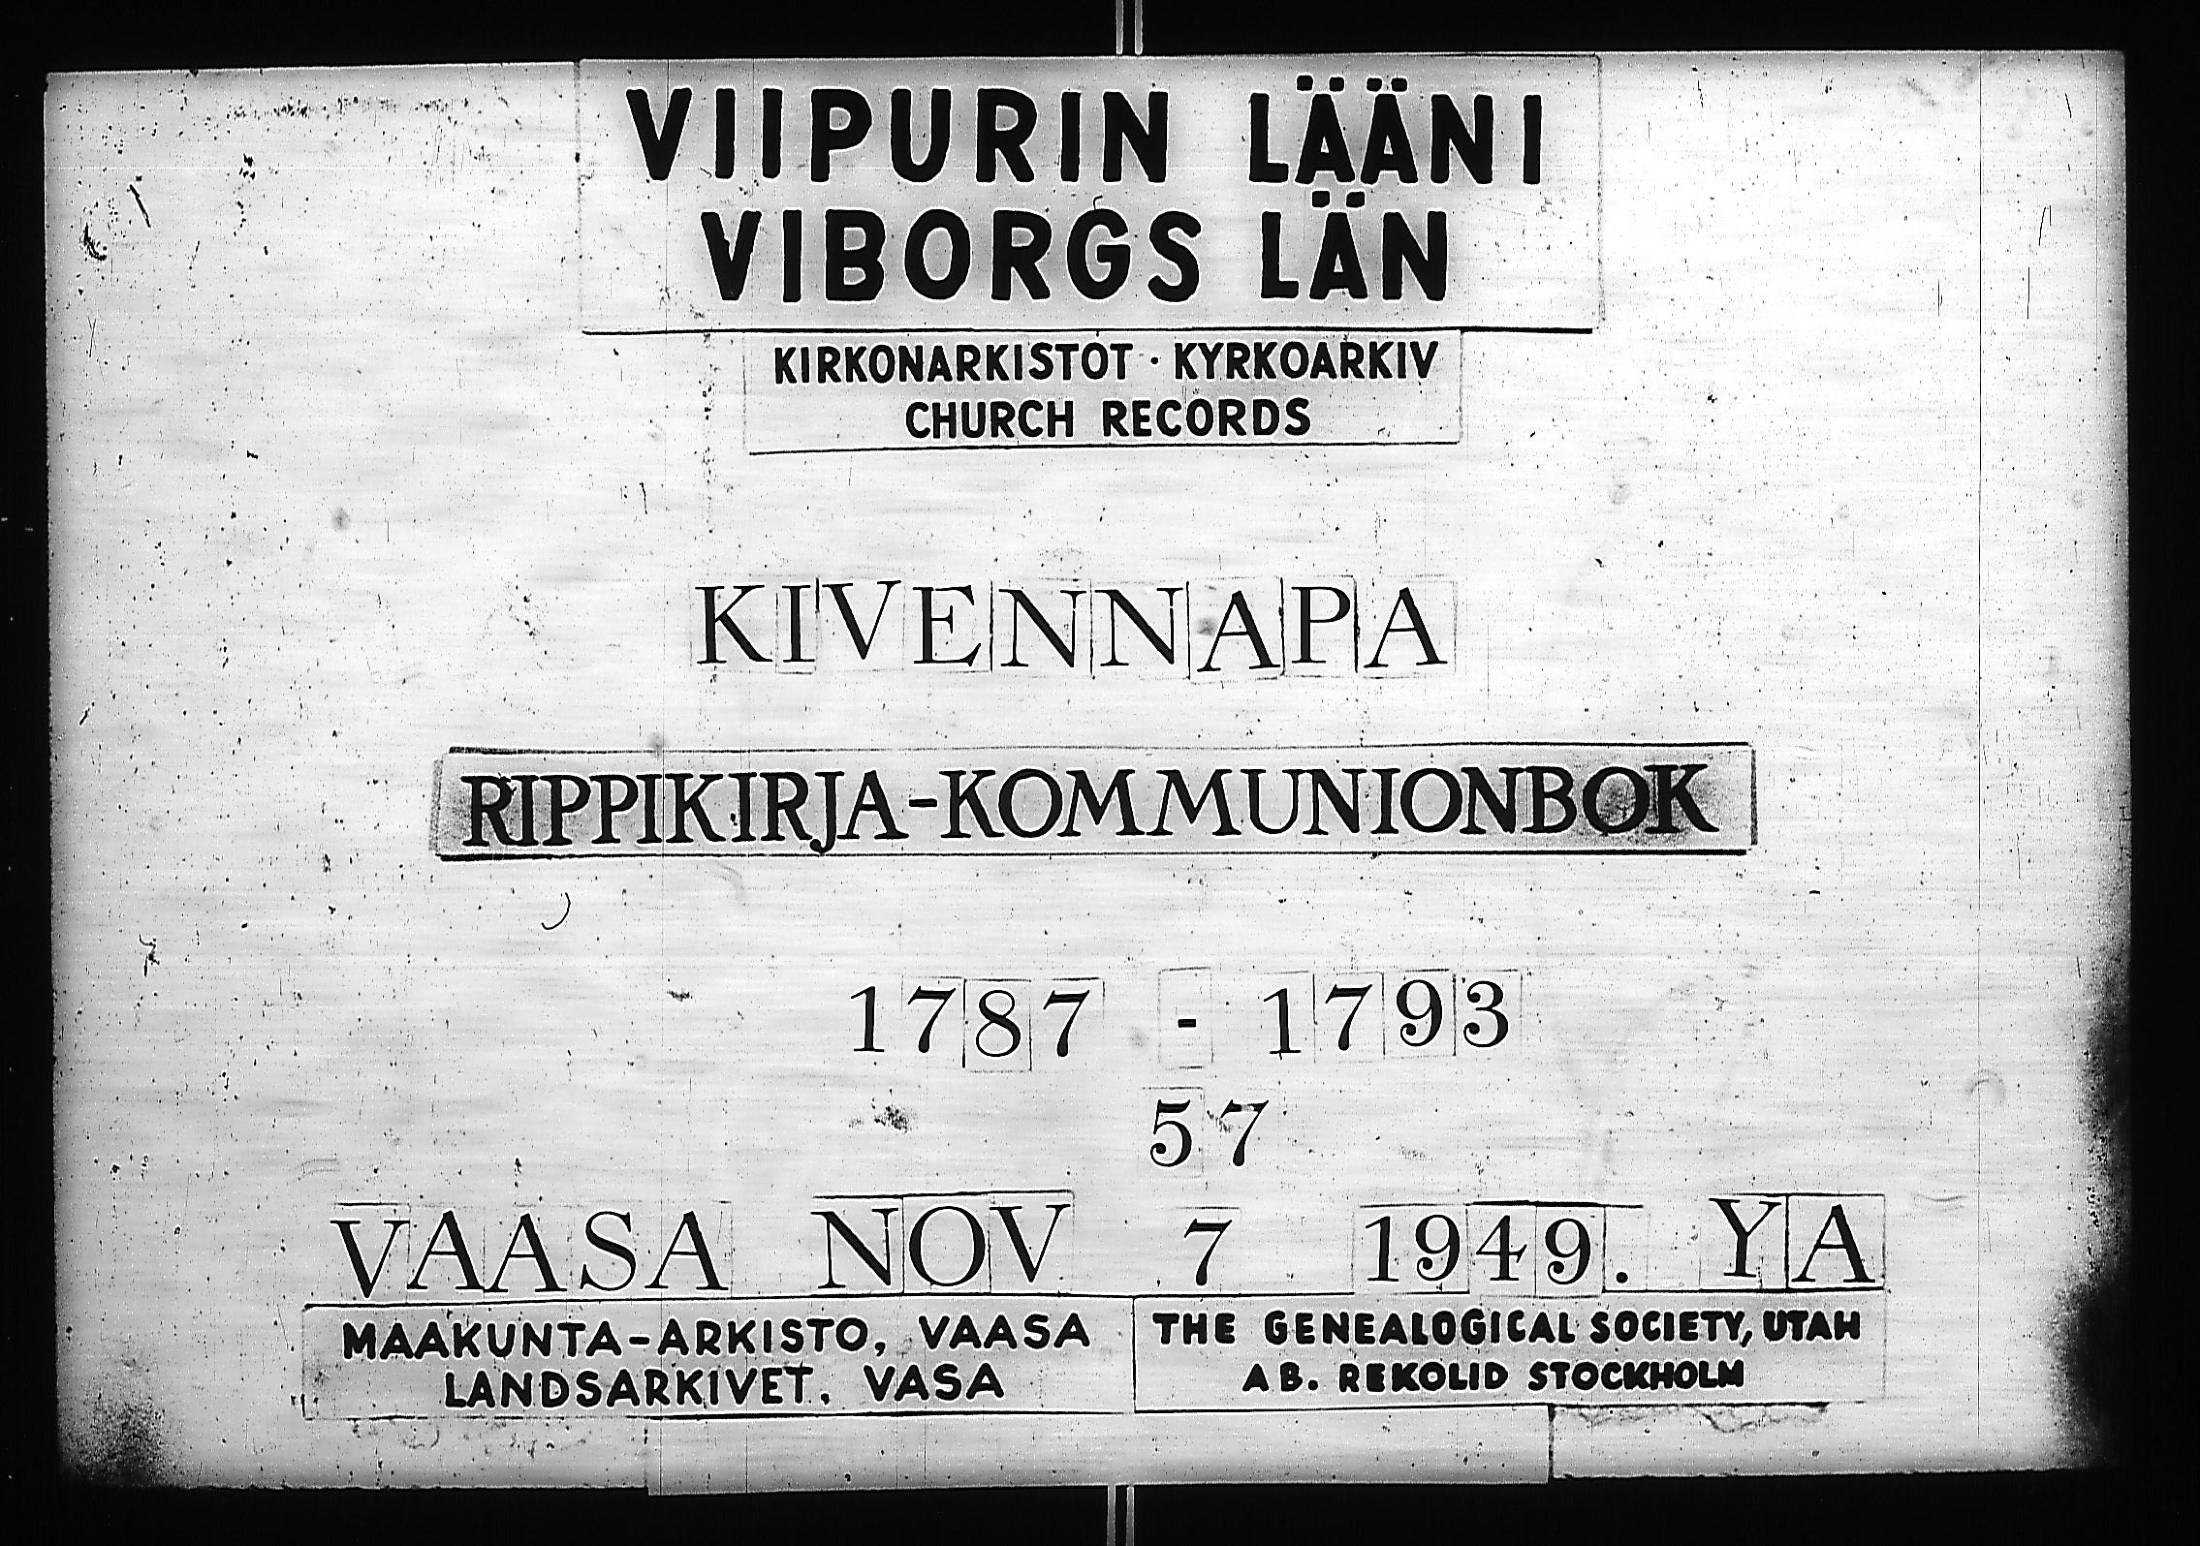 VIIPURIN LÄÄNI
VIBORGS LÄN
KIRKONARKISTOT · KYRKOARKIV
CHURCH RECORDS
KIVENNAPA
RIPPIKIRJA-KOMMUNIONBOK
1787 - 1793
57
VAASA NOV 7 1949. YA
MAAKUNTA-ARKISTO, VAASA
LANDSARKIVET. VASA
THE GENEALOGICAL SOCIETY, UTAH
AB. REKOLID STOCKHOLM